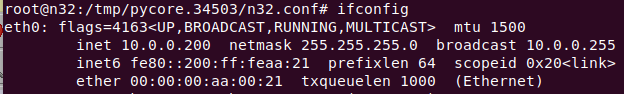 root@n32:/tmp/pycore.34503/n32.conf# ifconfig
eth0: flags=4163<UP,BROADCAST,RUNNING,MULTICAST>  mtu 1500
        inet 10.0.0.200  netmask 255.255.255.0  broadcast 10.0.0.255
        inet6 fe80::200:ff:feaa:21  prefixlen 64  scopeid 0x20<link>
        ether 00:00:00:aa:00:21  txqueuelen 1000  (Ethernet)